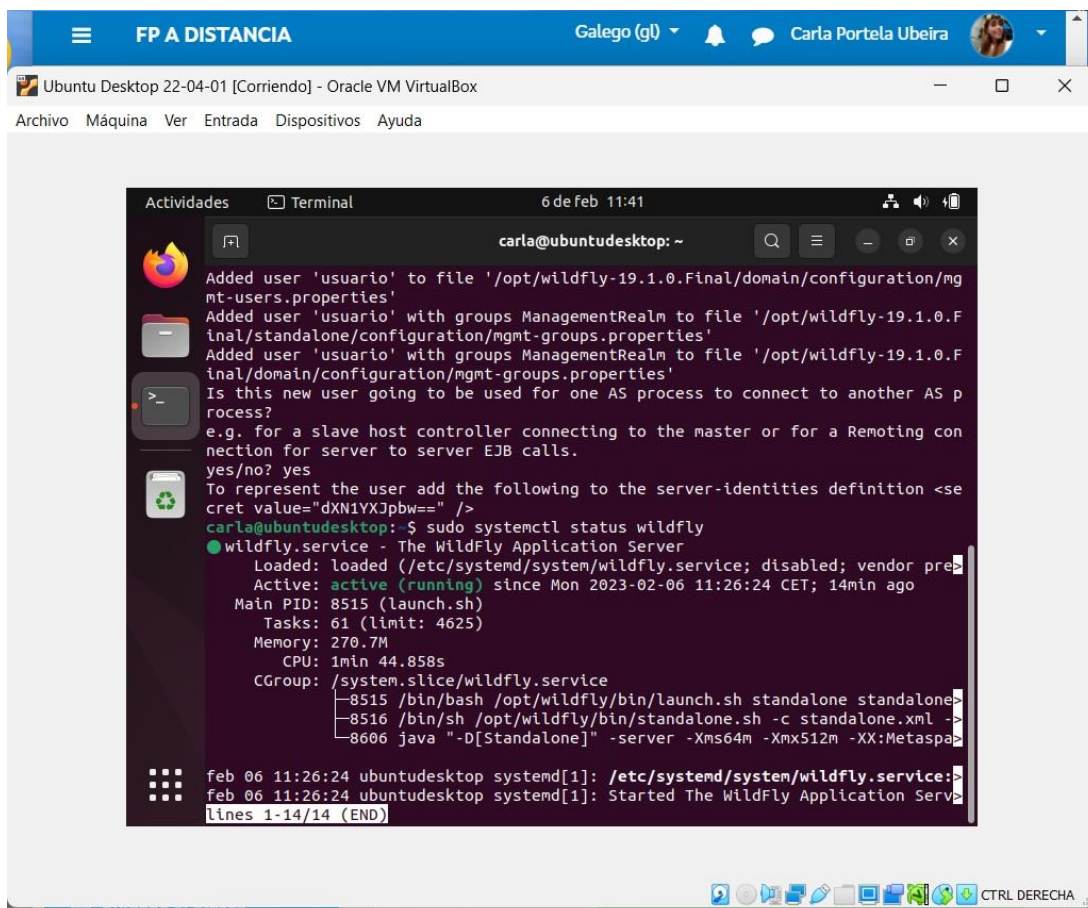 FP A DISTANCIA
Galego (gl)
Carla Portela Ubeira
Ubuntu Desktop 22-04-01 [Corriendo] - Oracle VM VirtualBox
Archivo Máquina Ver Entrada Dispositivos Ayuda
Actividades Terminal 6 de feb 11:41
carla@ubuntudesktop: ~
Added user 'usuario' to file '/opt/wildfly-19.1.0.Final/domain/configuration/mg
mt-users.properties'
Added user 'usuario' with groups ManagementRealm to file '/opt/wildfly-19.1.0.F
inal/standalone/configuration/mgmt-groups.properties'
Added user 'usuario' with groups ManagementRealm to file '/opt/wildfly-19.1.0.F
inal/domain/configuration/mgmt-groups.properties'
Is this new user going to be used for one AS process to connect to another AS p
rocess?
e.g. for a slave host controller connecting to the master or for a Remoting con
nection for server to server EJB calls.
yes/no? yes
To represent the user add the following to the server-identities definition <se
cret value="dXN1YXJpbw==" />
carla@ubuntudesktop:~$ sudo systemctl status wildfly
wildfly.service - The WildFly Application Server
Loaded: loaded (/etc/systemd/system/wildfly.service; disabled; vendor pre>
Active: active (running) since Mon 2023-02-06 11:26:24 CET; 14min ago
Main PID: 8515 (launch.sh)
Tasks: 61 (limit: 4625)
Memory: 270.7M
CPU: 1min 44.858s
CGroup: /system.slice/wildfly.service
├─8515 /bin/bash /opt/wildfly/bin/launch.sh standalone standalone>
├─8516 /bin/sh /opt/wildfly/bin/standalone.sh -c standalone.xml ->
└─8606 java "-D[Standalone]" -server -Xms64m -Xmx512m -XX:Metaspa>
feb 06 11:26:24 ubuntudesktop systemd[1]: /etc/systemd/system/wildfly.service:>
feb 06 11:26:24 ubuntudesktop systemd[1]: Started The WildFly Application Serv>
lines 1-14/14 (END)
CTRL DERECHA